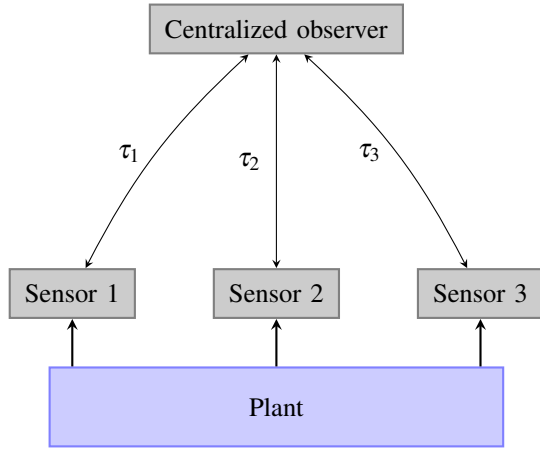 Centralized observer
τ1
τ2
τ3
Sensor 1
Sensor 2
Sensor 3
Plant